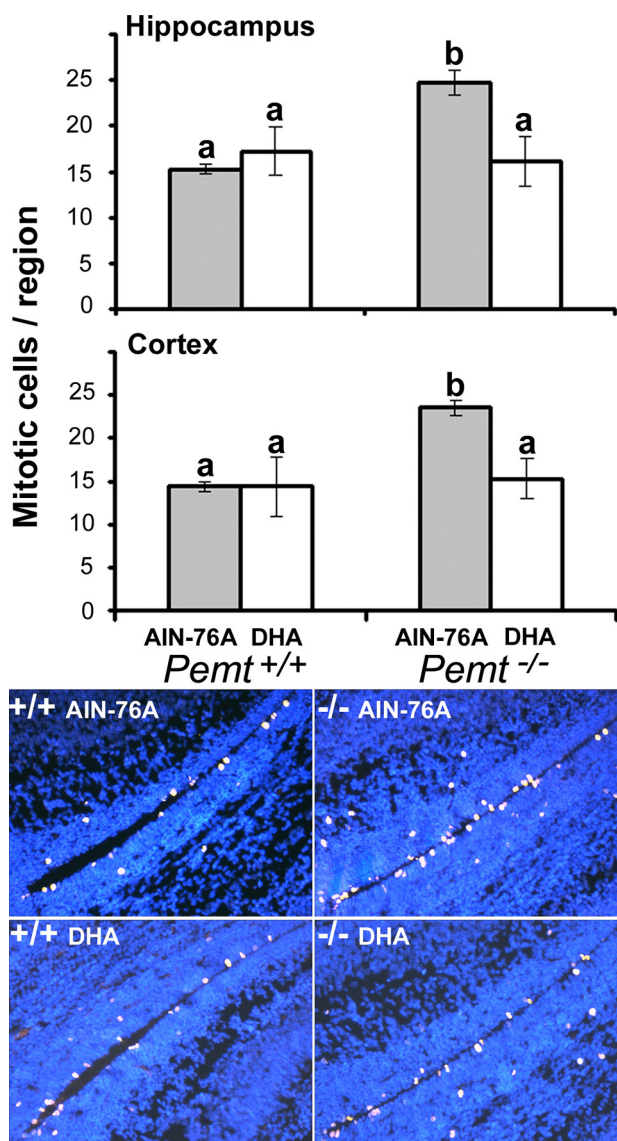 Hippocampus
b
a
a
a
25
20
15
10
5
0
Mitotic cells / region
Cortex
b
a
a
a
25
20
15
10
5
0
AIN-76A DHA AIN-76A DHA
Pemt +/+ Pemt -/-
+/+ AIN-76A
-/- AIN-76A
+/+ DHA
-/- DHA